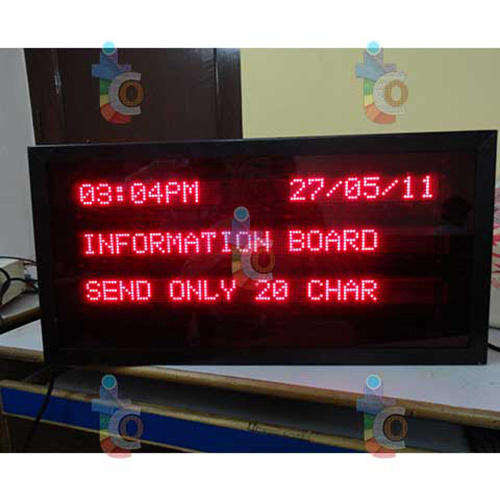 03:04PM 27/05/11
INFORMATION BOARD
SEND ONLY 20 CHAR